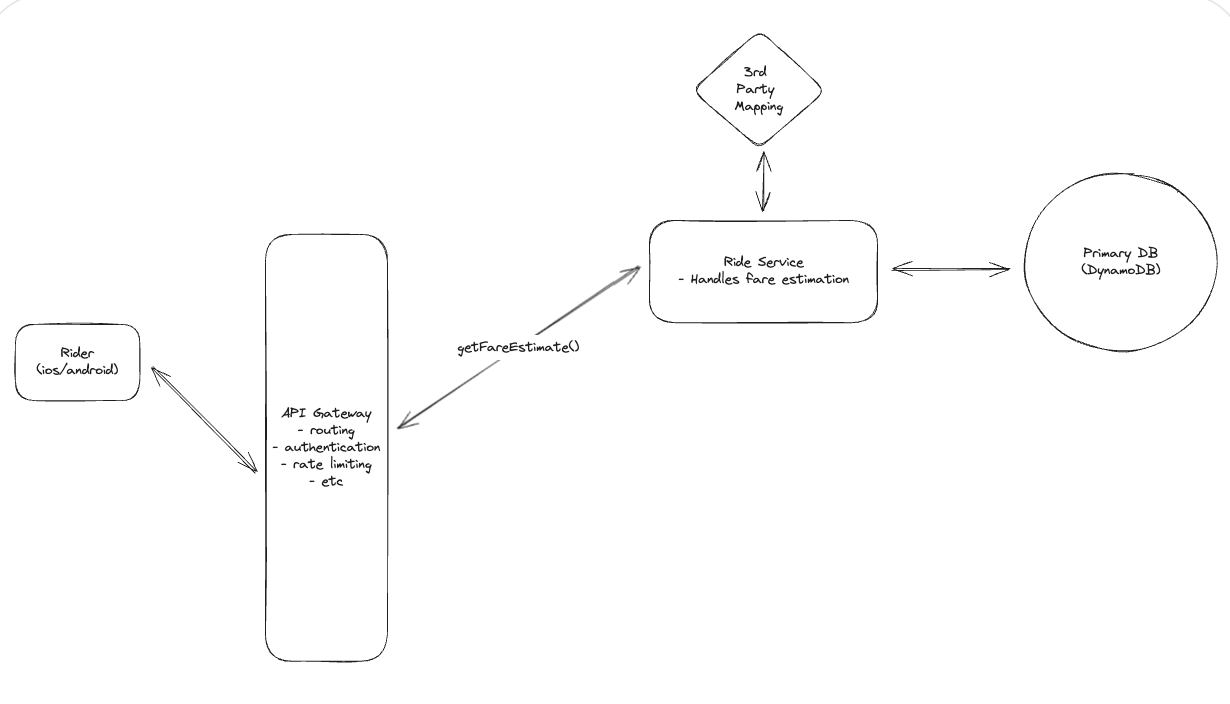 3rd
Party
Mapping
Ride Service
- Handles fare estimation
Primary DB
(DynamoDB)
getFareEstimate()
Rider
(ios/android)
API Gateway
- routing
- authentication
- rate limiting
- etc